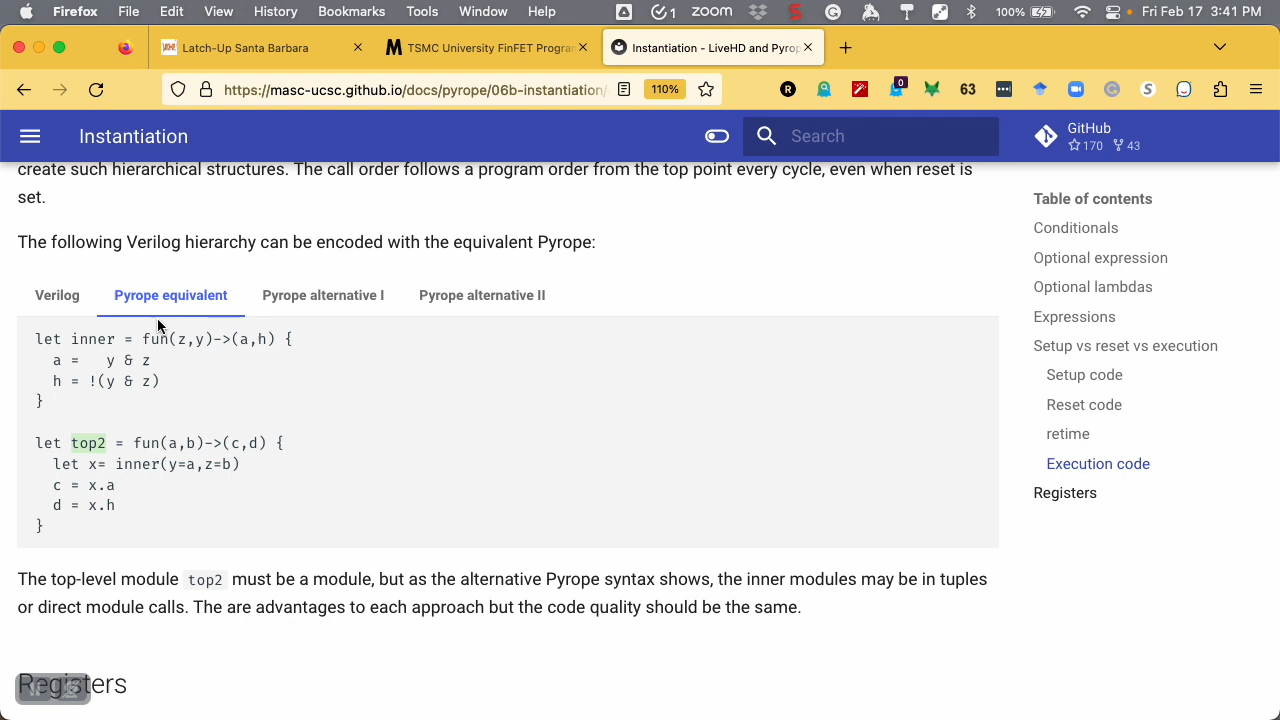 Firefox File Edit View History Bookmarks Tools Window Help 1 zoom S 100% Fri Feb 17 3:41 PM
Latch-Up Santa Barbara TSMC University FinFET Progra Instantiation - LiveHD and Pyrop
https://masc-ucsc.github.io/docs/pyrope/06b-instantiation/ 110% R 0 63 S
Instantiation Search GitHub
170 43
create such hierarchical structures. The call order follows a program order from the top point every cycle, even when reset is
set.
The following Verilog hierarchy can be encoded with the equivalent Pyrope:
Verilog Pyrope equivalent Pyrope alternative I Pyrope alternative II
let inner = fun(z,y)->(a,h) {
  a =   y & z
  h = !(y & z)
}
let top2 = fun(a,b)->(c,d) {
  let x= inner(y=a,z=b)
  c = x.a
  d = x.h
}
The top-level module top2 must be a module, but as the alternative Pyrope syntax shows, the inner modules may be in tuples
or direct module calls. The are advantages to each approach but the code quality should be the same.
Registers
Table of contents
Conditionals
Optional expression
Optional lambdas
Expressions
Setup vs reset vs execution
Setup code
Reset code
retime
Execution code
Registers